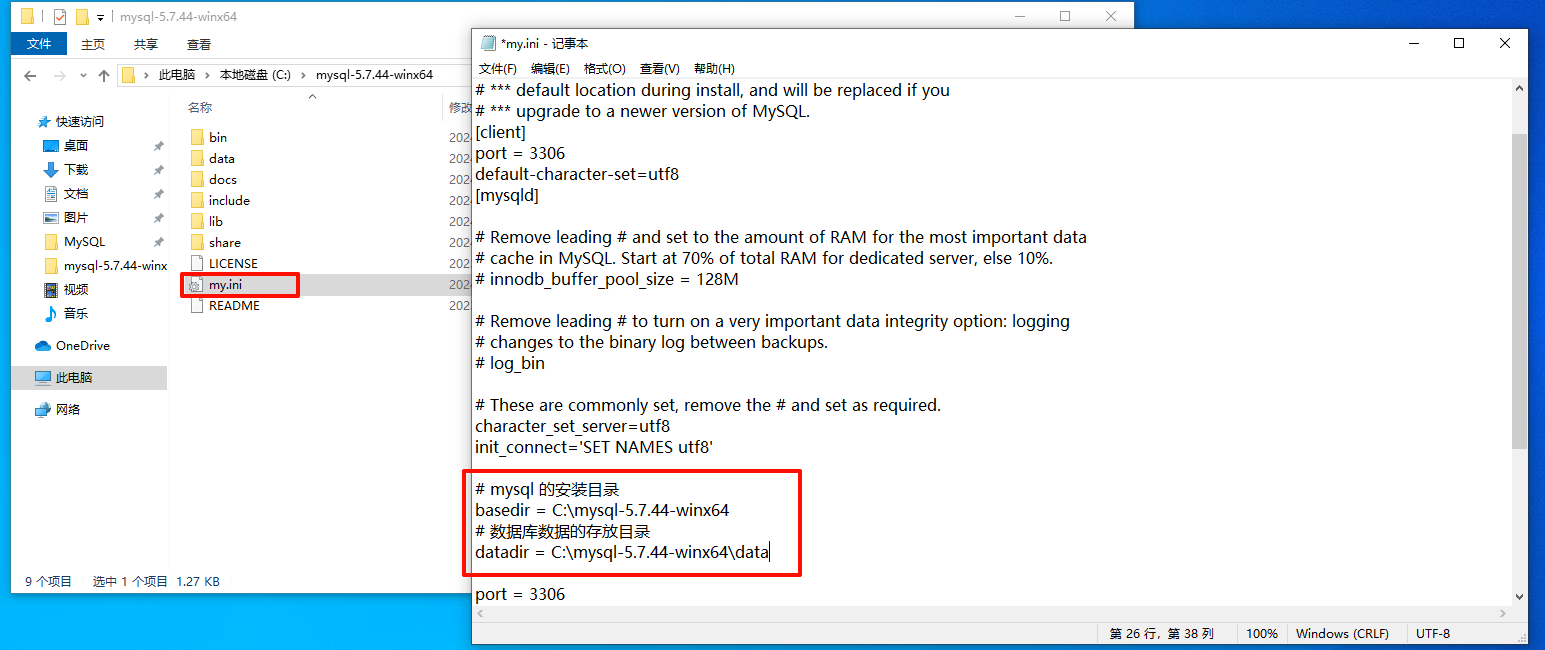 mysql-5.7.44-winx64
文件
主页
共享
查看
此电脑
本地磁盘 (C:)
mysql-5.7.44-winx64
名称
修改
快速访问
桌面
下载
文档
图片
MySQL
mysql-5.7.44-winx
视频
音乐
OneDrive
此电脑
网络
bin
data
docs
include
lib
share
LICENSE
my.ini
README
202
202
202
202
202
202
202
202
202
9 个项目
选中 1 个项目 1.27 KB
*my.ini - 记事本
文件(F) 编辑(E) 格式(O) 查看(V) 帮助(H)
# *** default location during install, and will be replaced if you
# *** upgrade to a newer version of MySQL.
[client]
port = 3306
default-character-set=utf8
[mysqld]
# Remove leading # and set to the amount of RAM for the most important data
# cache in MySQL. Start at 70% of total RAM for dedicated server, else 10%.
# innodb_buffer_pool_size = 128M
# Remove leading # to turn on a very important data integrity option: logging
# changes to the binary log between backups.
# log_bin
# These are commonly set, remove the # and set as required.
character_set_server=utf8
init_connect='SET NAMES utf8'
# mysql 的安装目录
basedir = C:\mysql-5.7.44-winx64
# 数据库数据的存放目录
datadir = C:\mysql-5.7.44-winx64\data
port = 3306
第 26 行，第 38 列
100%
Windows (CRLF)
UTF-8